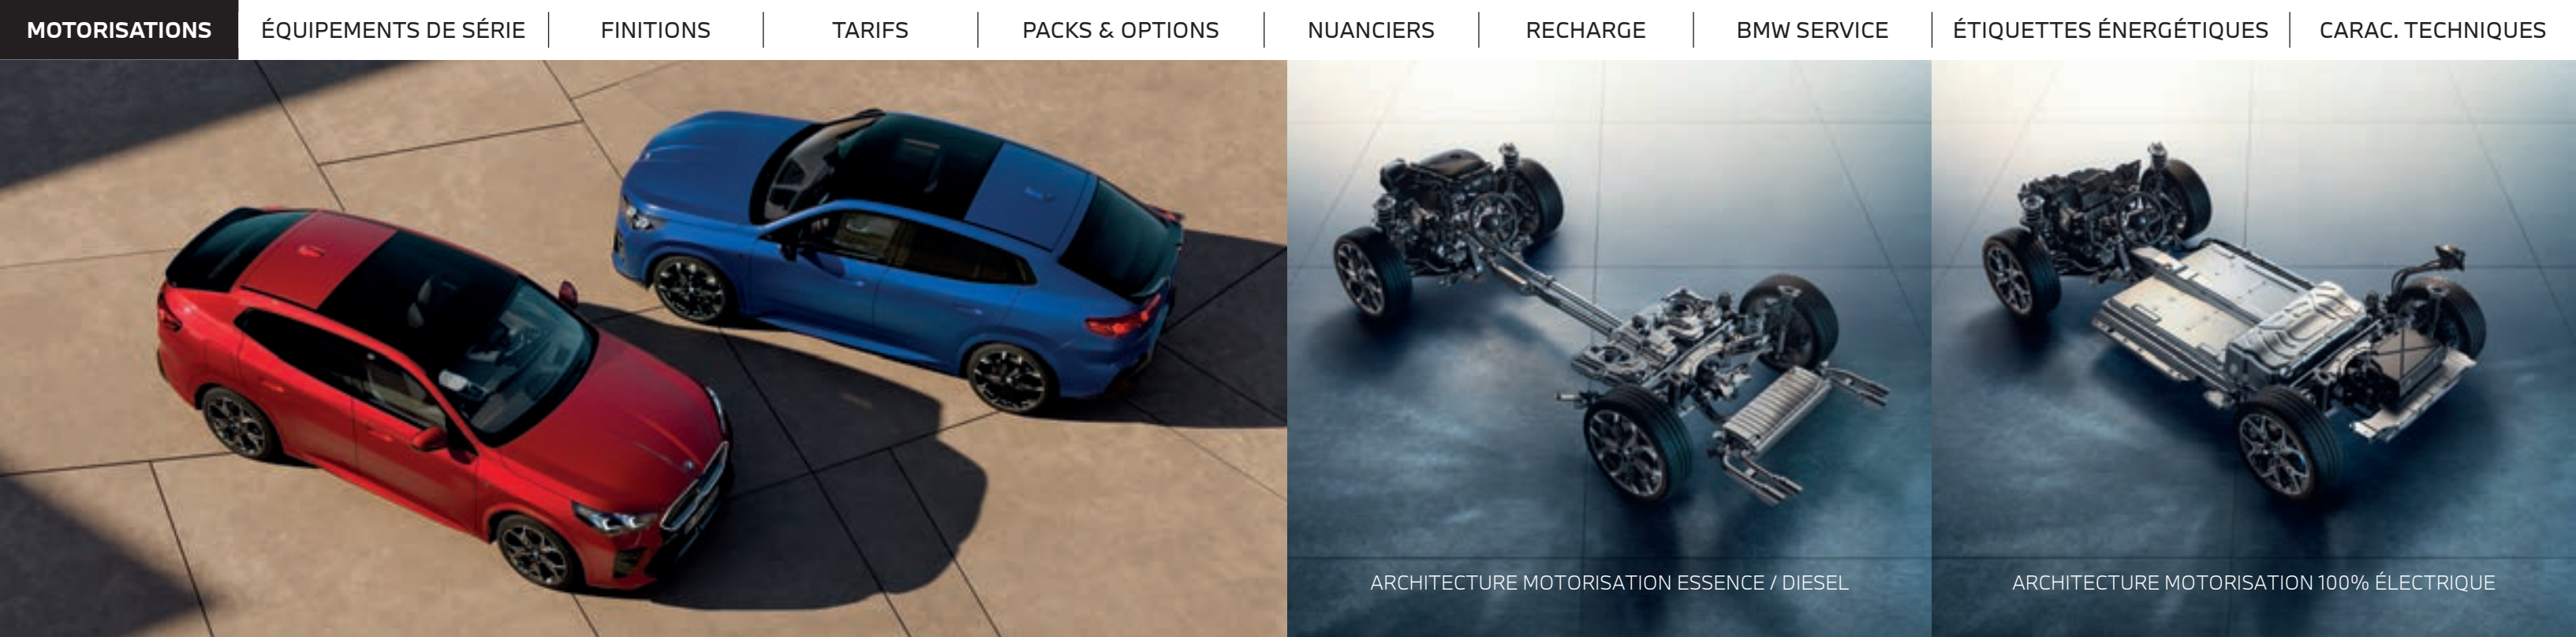 MOTORISATIONS
ÉQUIPEMENTS DE SÉRIE
FINITIONS
TARIFS
PACKS & OPTIONS
NUANCIERS
RECHARGE
BMW SERVICE
ÉTIQUETTES ÉNERGÉTIQUES
CARAC. TECHNIQUES
ARCHITECTURE MOTORISATION ESSENCE / DIESEL
ARCHITECTURE MOTORISATION 100% ÉLECTRIQUE